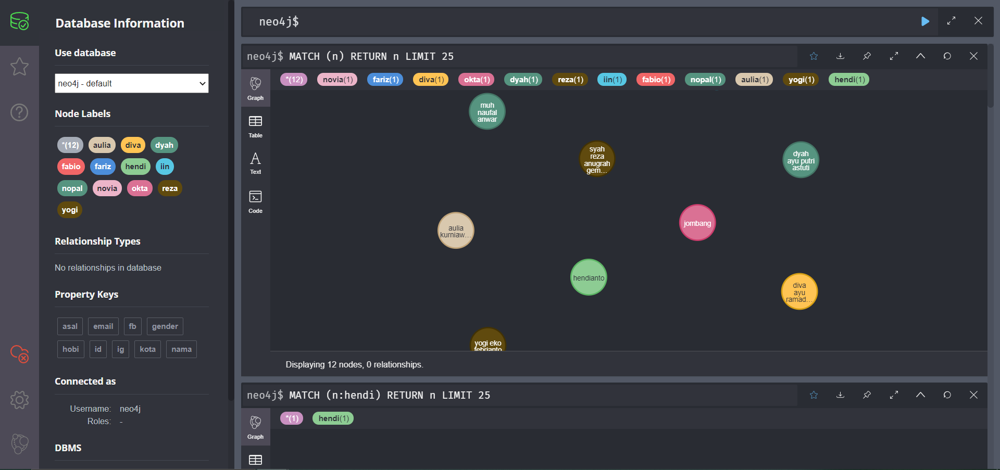 Database Information
Use database
neo4j - default
Node Labels
*(12) aulia diva dyah
fabio fariz hendi iin
nopal novia okta reza
yogi
Relationship Types
No relationships in database
Property Keys
asal email fb gender
hobi id ig kota nama
Connected as
Username: neo4j
Roles: -
DBMS
neo4j$
neo4j$ MATCH (n) RETURN n LIMIT 25
Graph
Table
Text
Code
*(12) novia(1) fariz(1) diva(1) okta(1) dyah(1) reza(1) iin(1) fabio(1) nopal(1) aulia(1) yogi(1) hendi(1)
muh
naufal
anwar
syah
reza
anugrah
gem...
dyah
ayu putri
astuti
aulia
kurniaw...
jombang
hendianto
diva
ayu
ramad...
yogi eko
febrianto
Displaying 12 nodes, 0 relationships.
neo4j$ MATCH (n:hendi) RETURN n LIMIT 25
Graph
*(1) hendi(1)